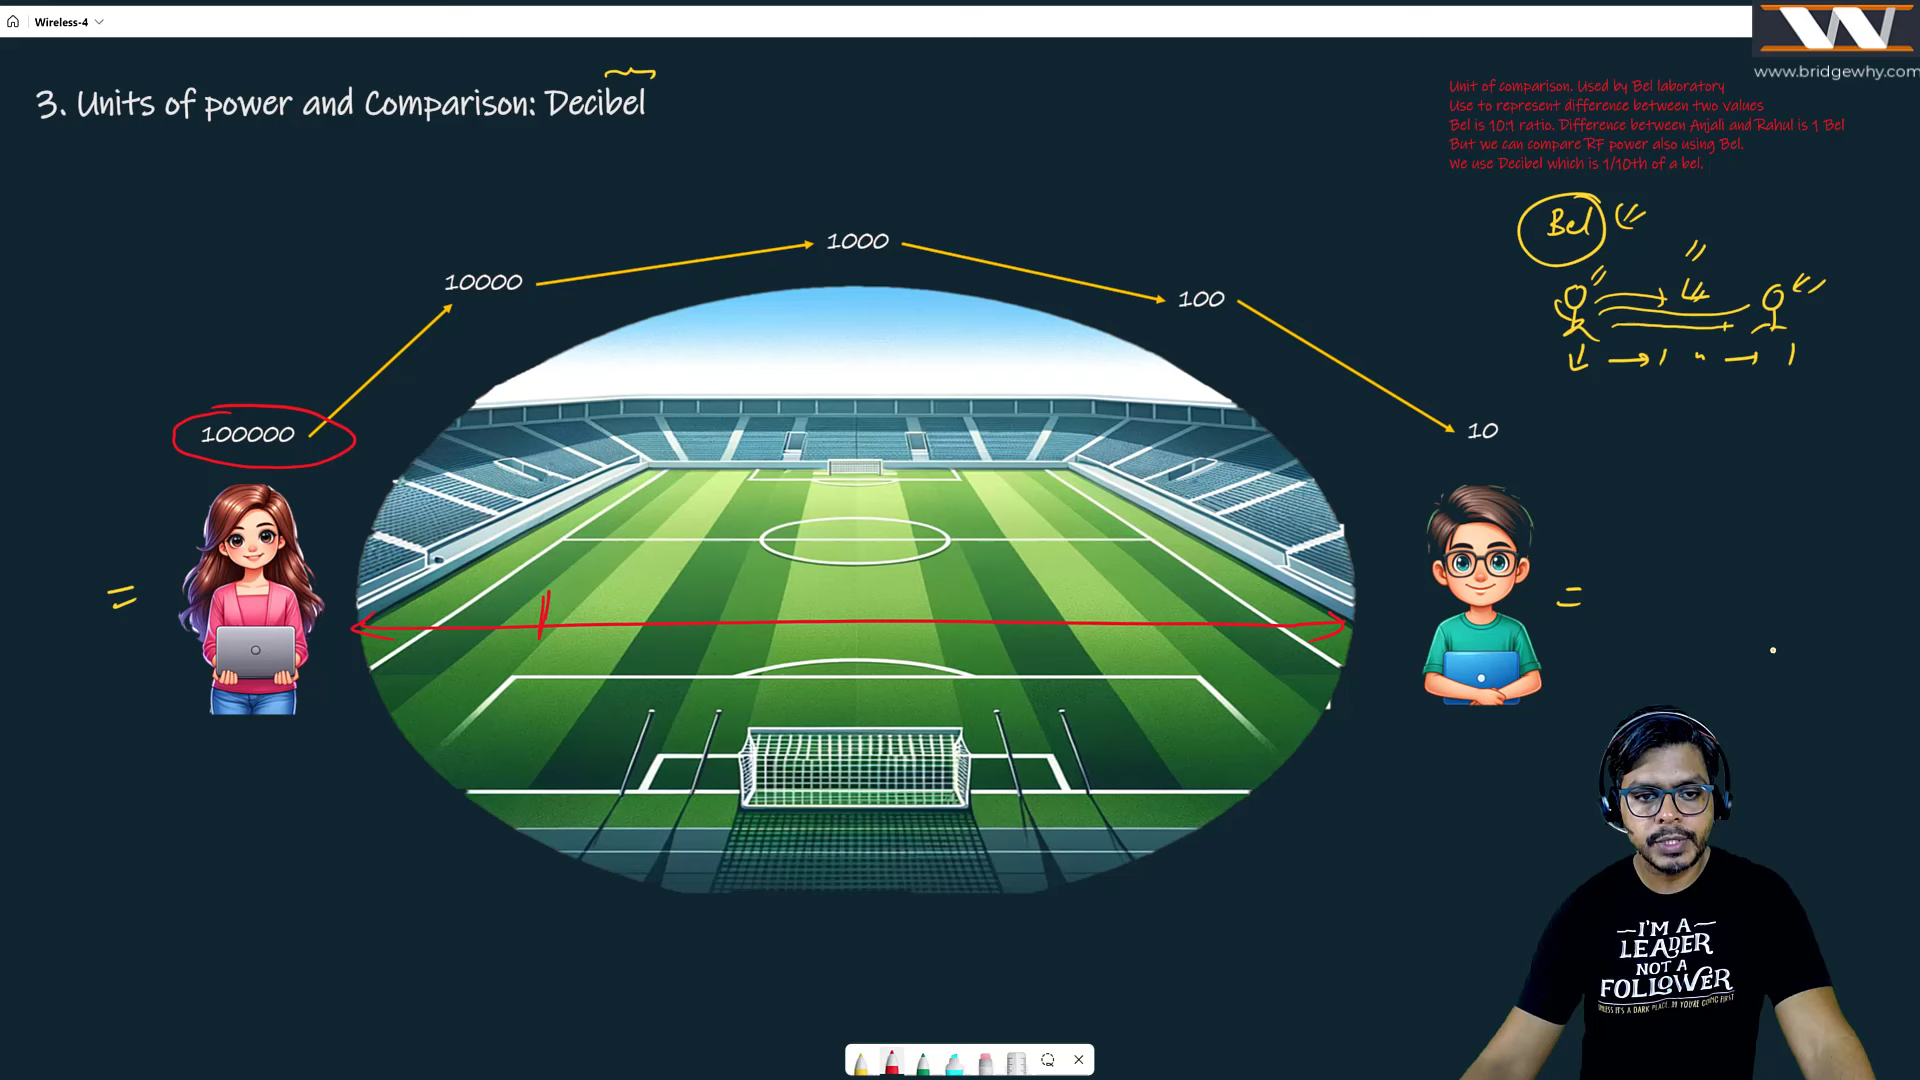 Wireless-4
W
www.bridgewhy.com
3. Units of power and Comparison: Decibel
Unit of comparison. Used by Bel laboratory
Use to represent difference between two values
Bel is 10:1 ratio. Difference between Anjali and Rahul is 1 Bel
But we can compare RF power also using Bel.
We use Decibel which is 1/10th of a bel.
Bel
1000
10000
100
100000
10
I'M A
LEADER
NOT A
FOLLOWER